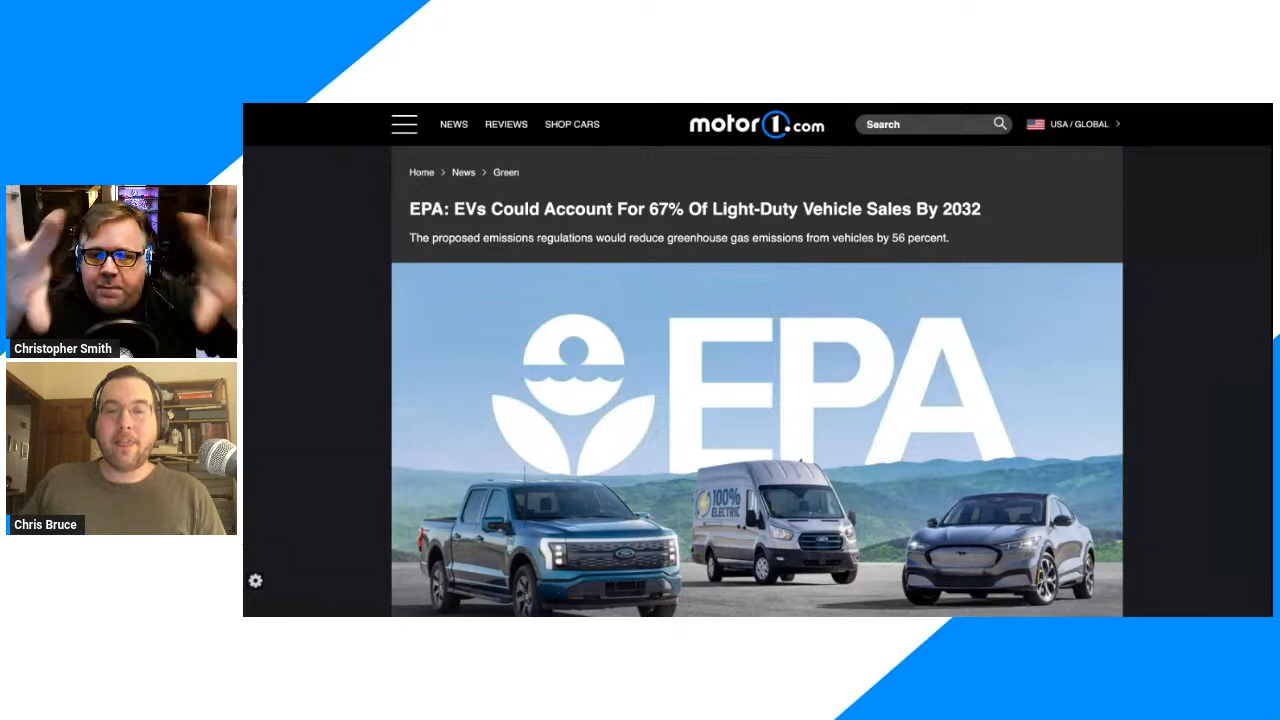 NEWS
REVIEWS
SHOP CARS
motor1.com
Search
USA / GLOBAL
Home > News > Green
EPA: EVs Could Account For 67% Of Light-Duty Vehicle Sales By 2032
The proposed emissions regulations would reduce greenhouse gas emissions from vehicles by 56 percent.
EPA
100%
ELECTRIC
Christopher Smith
Chris Bruce